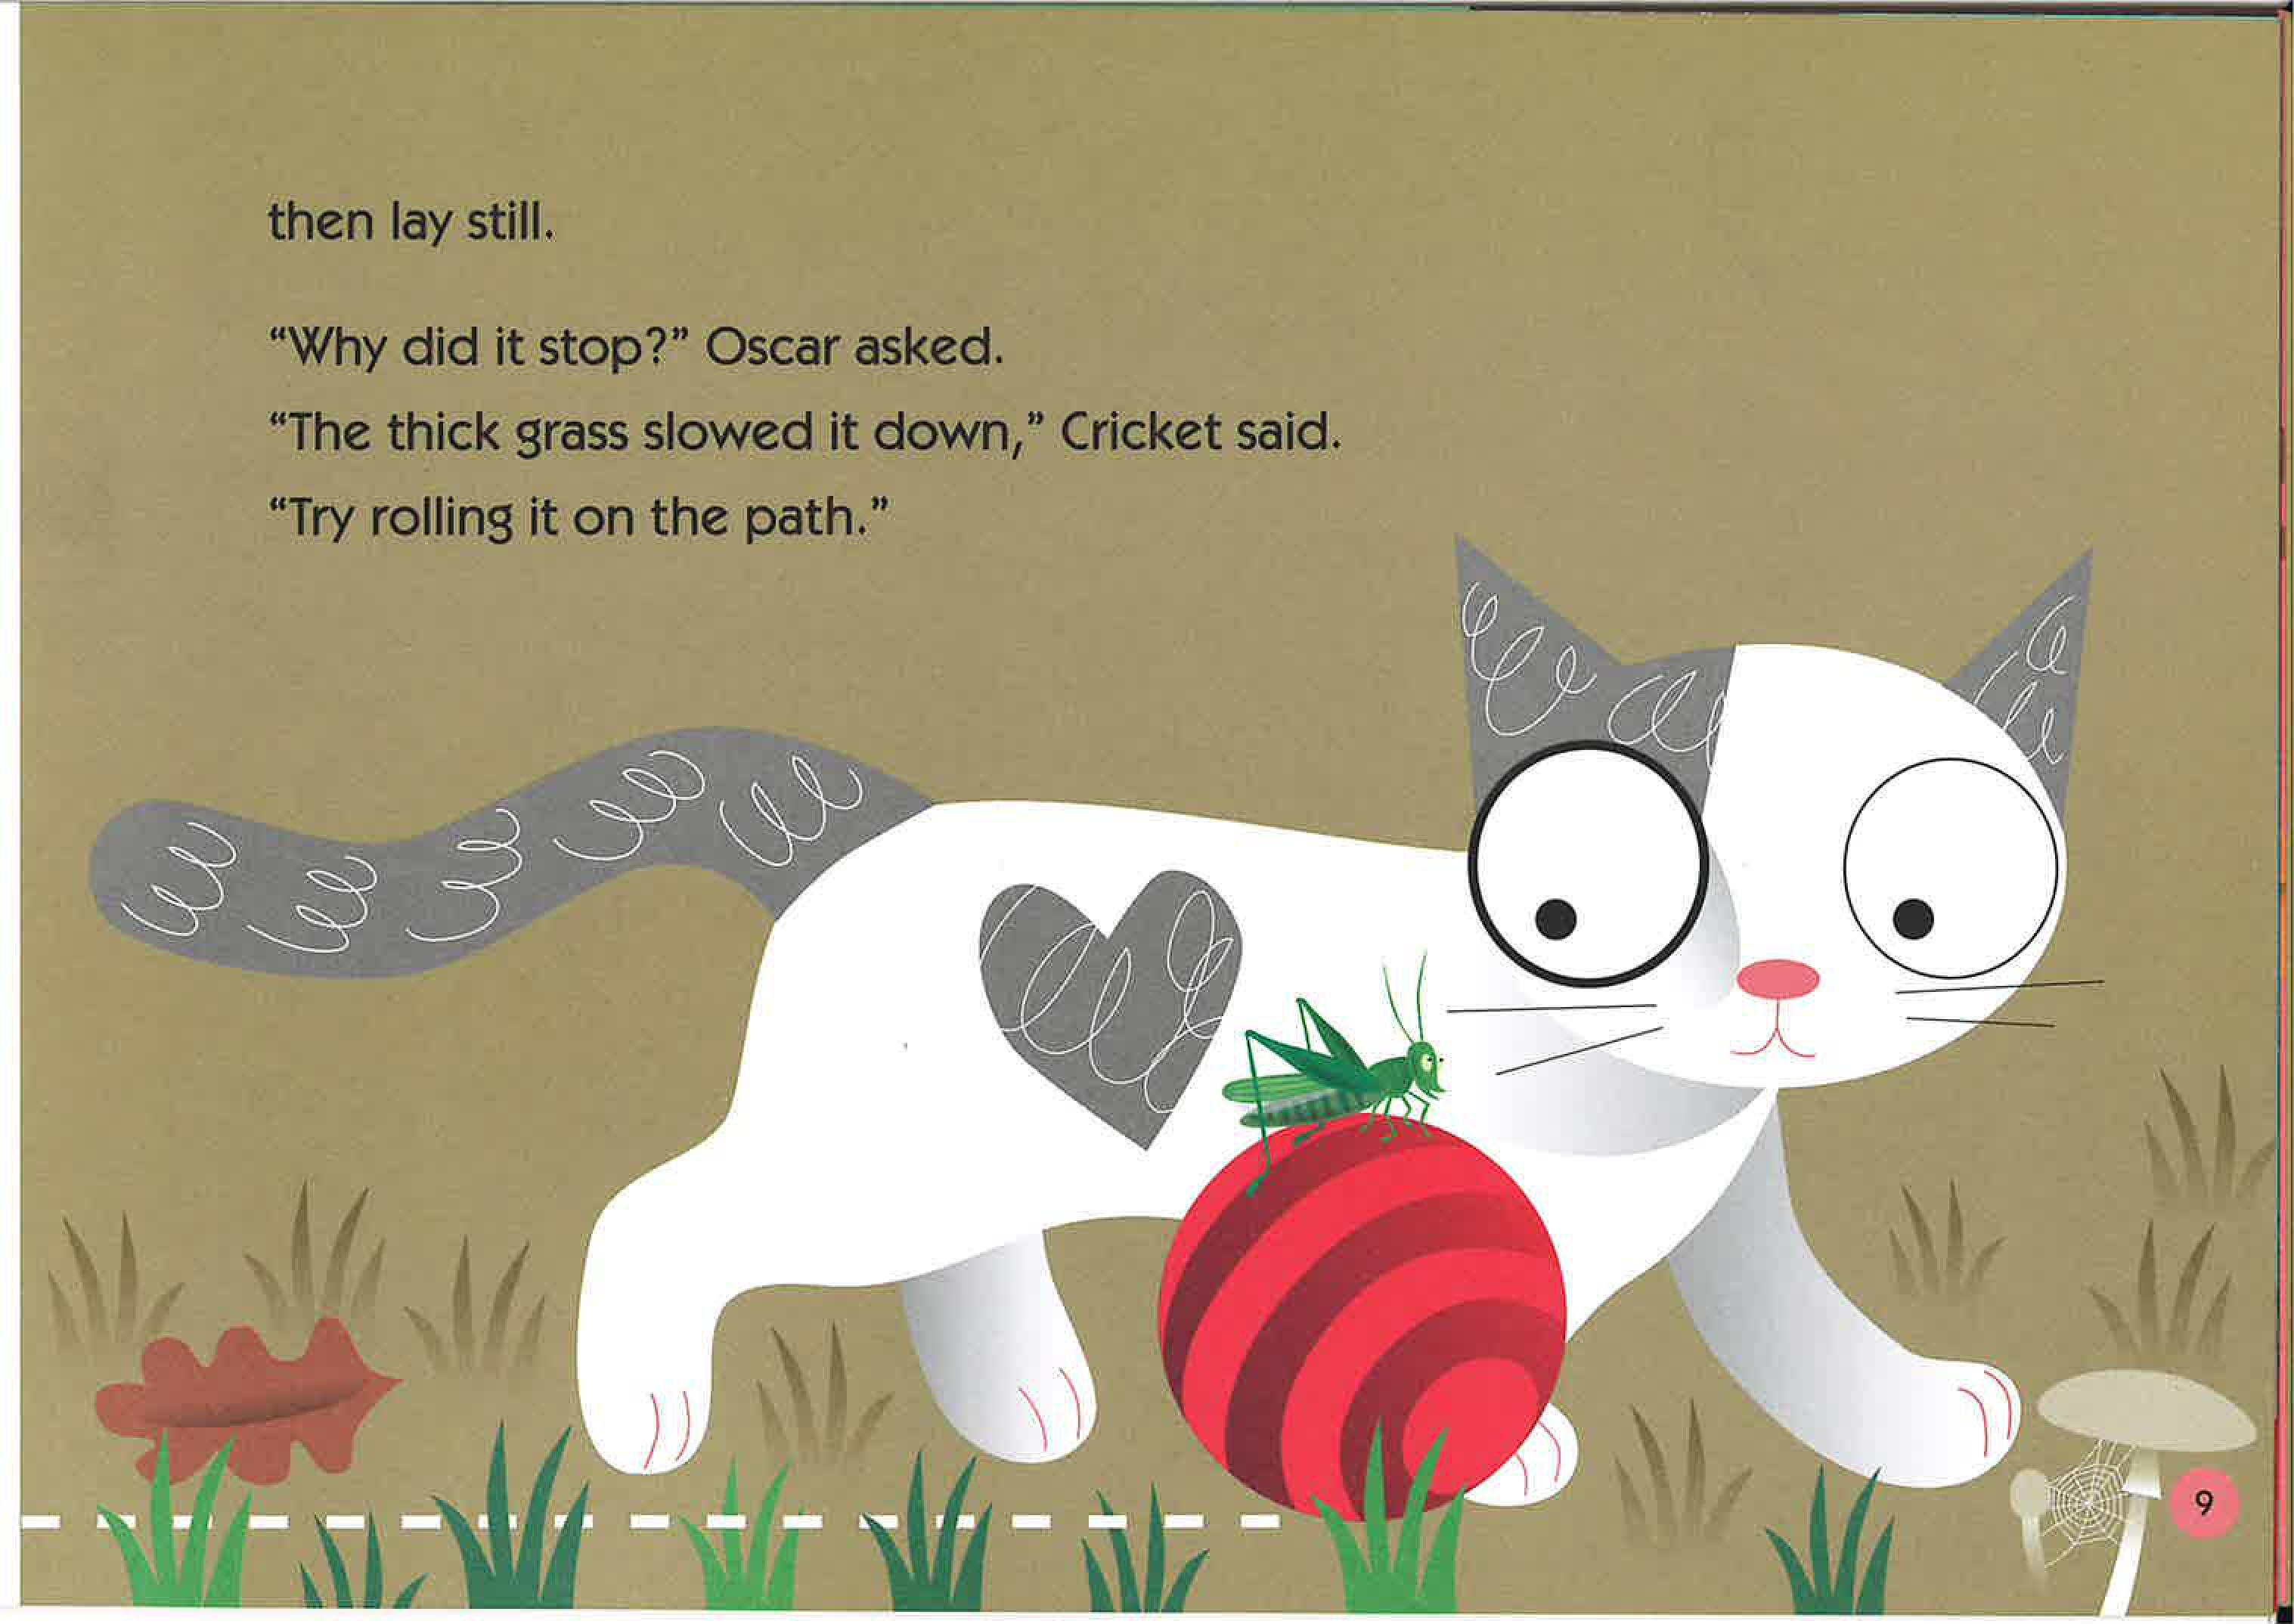 then lay still.
“Why did it stop?” Oscar asked.
“The thick grass slowed it down,” Cricket said.
“Try rolling it on the path.”
9